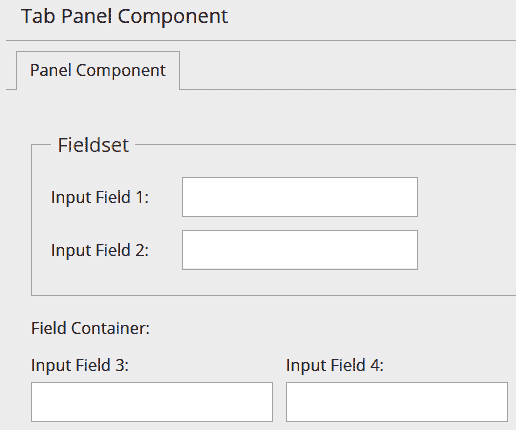 Tab Panel Component
Panel Component
Fieldset
Input Field 1:
Input Field 2:
Field Container:
Input Field 3: Input Field 4: